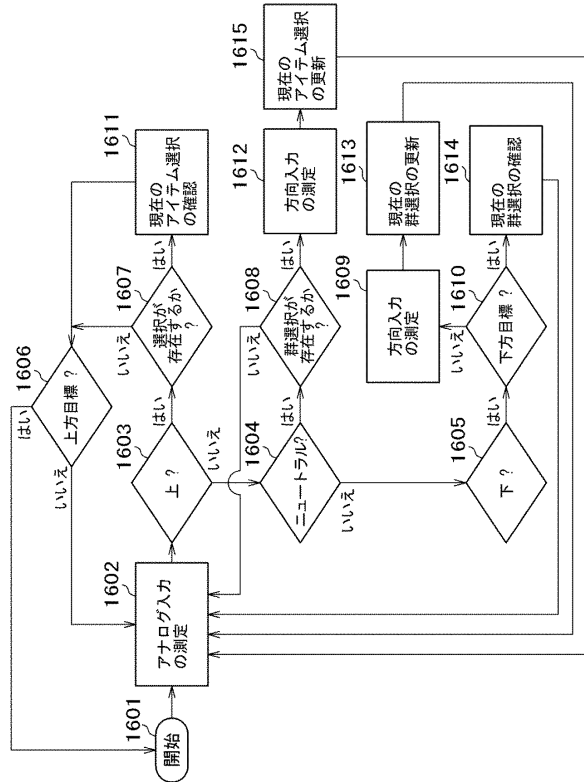 1601
開始
1602
アナログ入力
の測定
1603
上？
はい
いいえ
1604
ニュートラル？
はい
いいえ
1605
下？
はい
1606
上方目標？
はい
いいえ
1607
選択が
存在するか
？
はい
いいえ
1608
群選択が
存在するか
？
はい
いいえ
1609
方向入力
の測定
1610
下方目標？
はい
いいえ
1611
現在の
アイテム選択
の確認
1612
方向入力
の測定
1613
現在の
群選択の更新
1614
現在の
群選択の確認
1615
現在の
アイテム選択
の更新